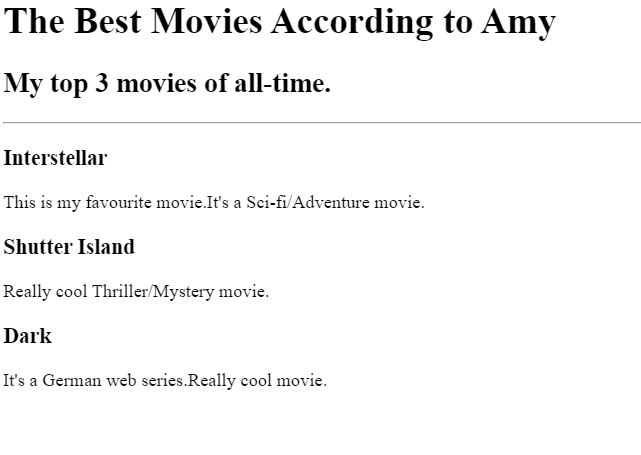 The Best Movies According to Amy
My top 3 movies of all-time.
Interstellar
This is my favourite movie.It's a Sci-fi/Adventure movie.
Shutter Island
Really cool Thriller/Mystery movie.
Dark
It's a German web series.Really cool movie.